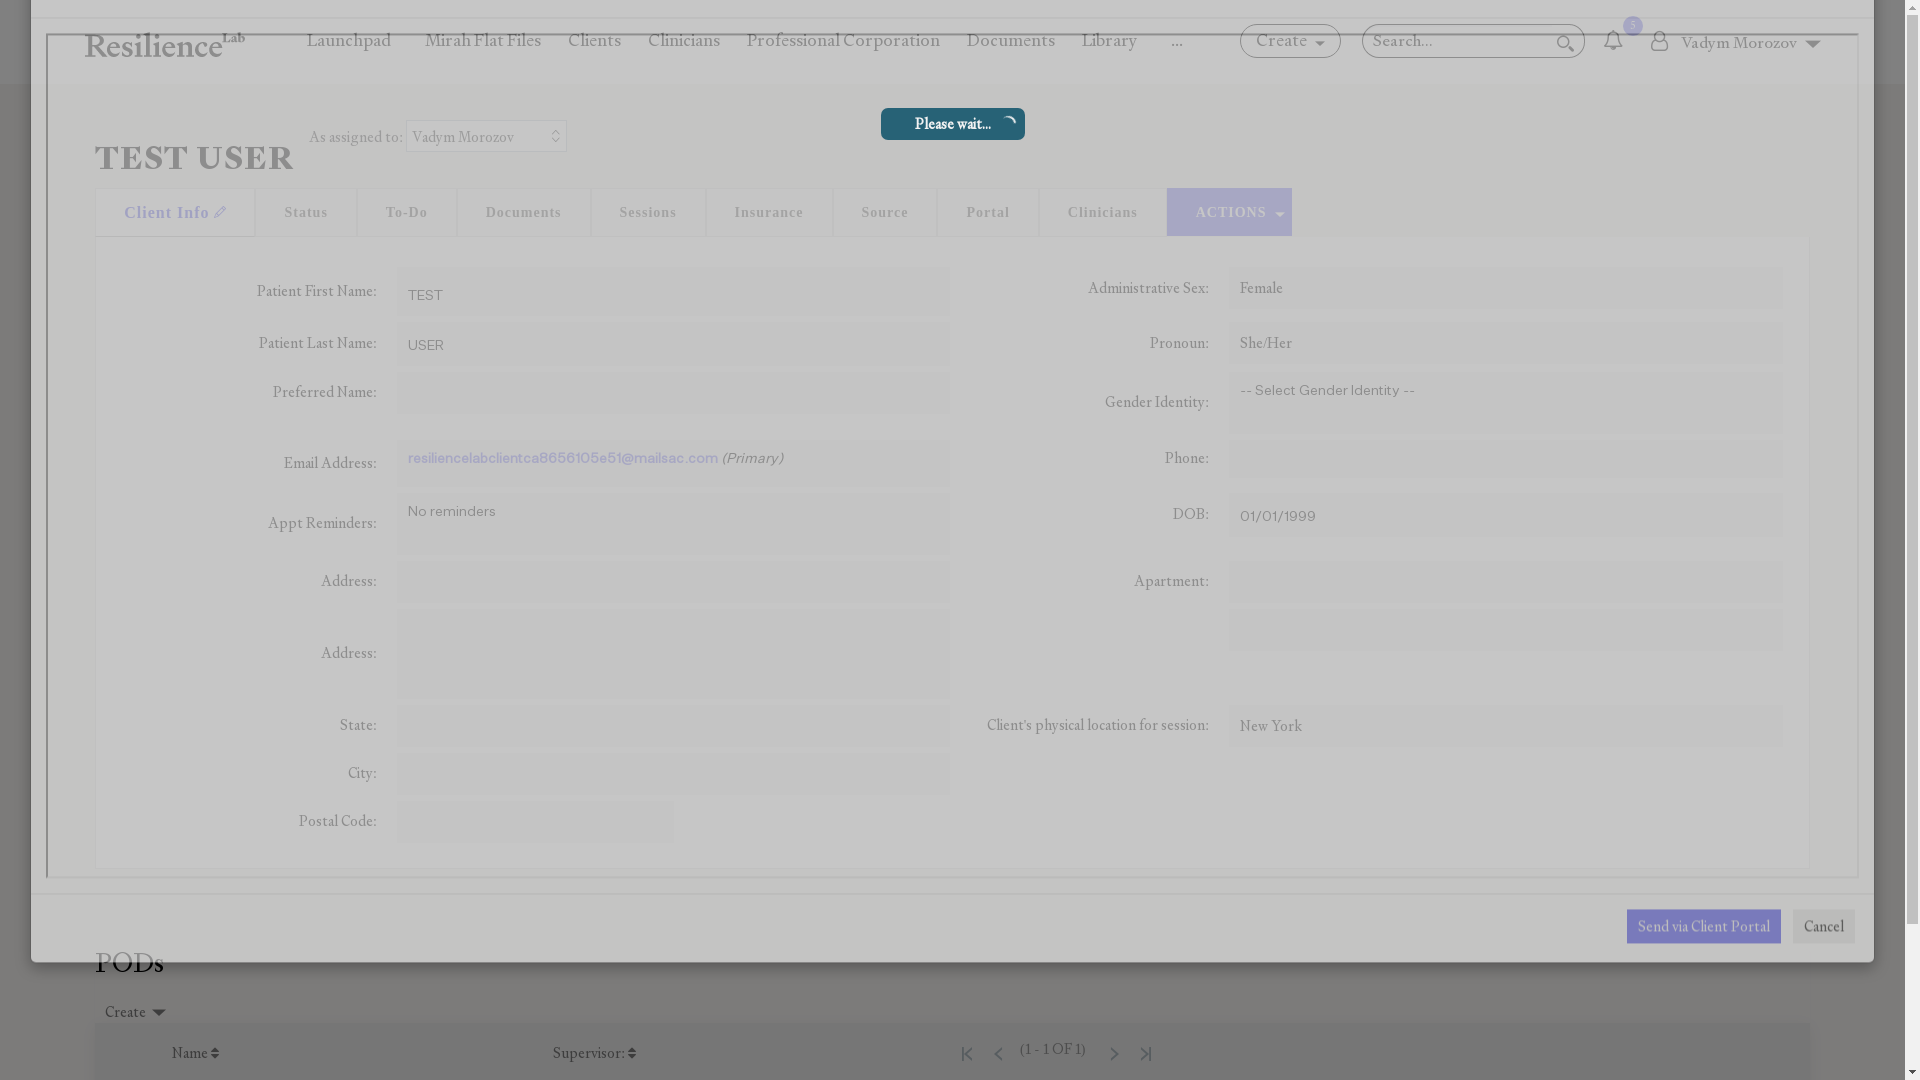 Resilience Lab
Launchpad Mirah Flat Files Clients Clinicians Professional Corporation Documents Library ... Create Search... 5 Vadym Morozov
Please wait...
As assigned to: Vadym Morozov
TEST USER
Client Info Status To-Do Documents Sessions Insurance Source Portal Clinicians ACTIONS
Patient First Name: TEST Administrative Sex: Female
Patient Last Name: USER Pronoun: She/Her
Preferred Name: Gender Identity: -- Select Gender Identity --
Email Address: resiliencelabclientca8656105e51@mailsac.com (Primary) Phone:
Appt Reminders: No reminders DOB: 01/01/1999
Address: Apartment:
Address:
State: Client's physical location for session: New York
City:
Postal Code:
Send via Client Portal Cancel
PODs
Create
Name Supervisor: (1 - 1 OF 1)